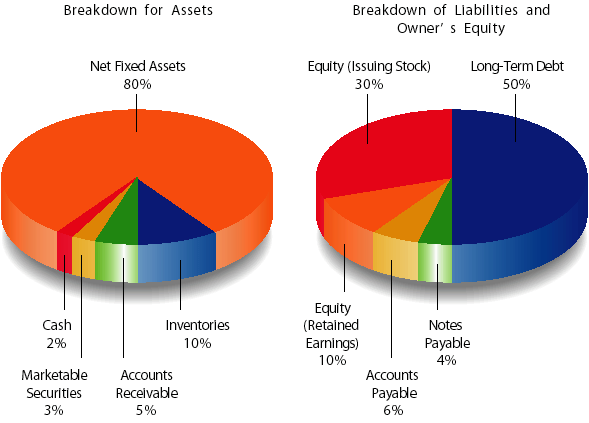 Breakdown for Assets
Net Fixed Assets
80%
Cash
2%
Inventories
10%
Marketable
Securities
3%
Accounts
Receivable
5%
Breakdown of Liabilities and
Owner’ s Equity
Equity (Issuing Stock)
30%
Long-Term Debt
50%
Equity
(Retained
Earnings)
10%
Notes
Payable
4%
Accounts
Payable
6%